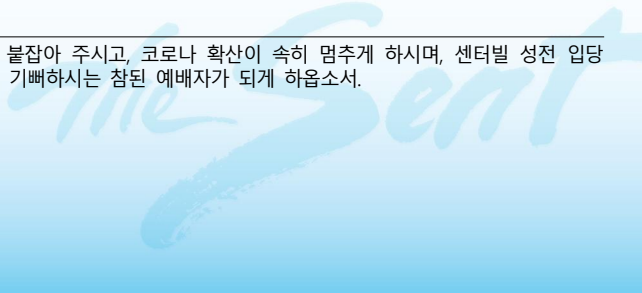 붙잡아 주시고, 코로나 확산이 속히 멈추게 하시며, 센터빌 성전 입당
기뻐하시는 참된 예배자가 되게 하옵소서.
The Sent